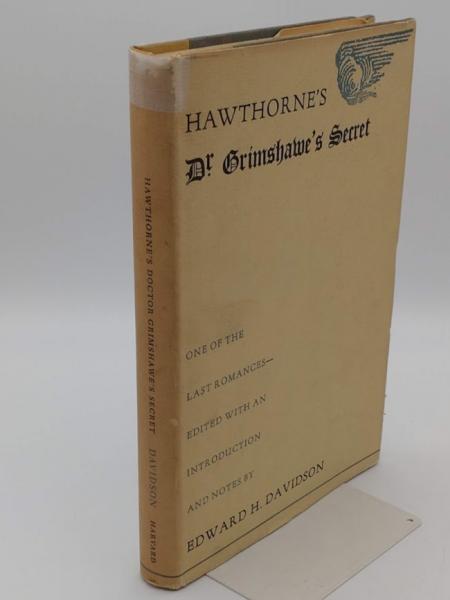 HAWTHORNE'S
Dr Grimshawe's Secret
ONE OF THE
LAST ROMANCES—
EDITED WITH AN
INTRODUCTION
AND NOTES BY
EDWARD H. DAVIDSON
HAWTHORNE'S DOCTOR GRIMSHAWE'S SECRET DAVIDSON HARVARD